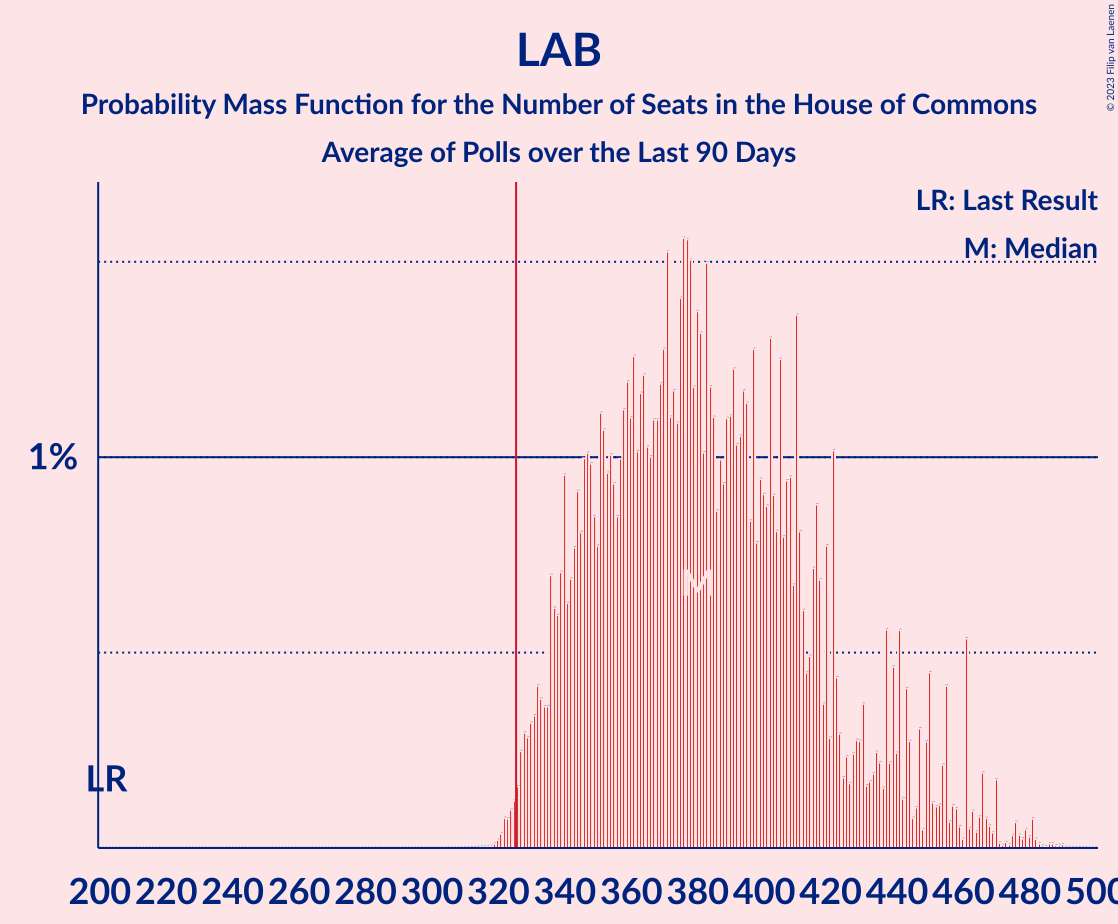 LAB
Probability Mass Function for the Number of Seats in the House of Commons
Average of Polls over the Last 90 Days
© 2023 Filip van Laenen
LR: Last Result
M: Median
1%
M
LR
200 220 240 260 280 300 320 340 360 380 400 420 440 460 480 500